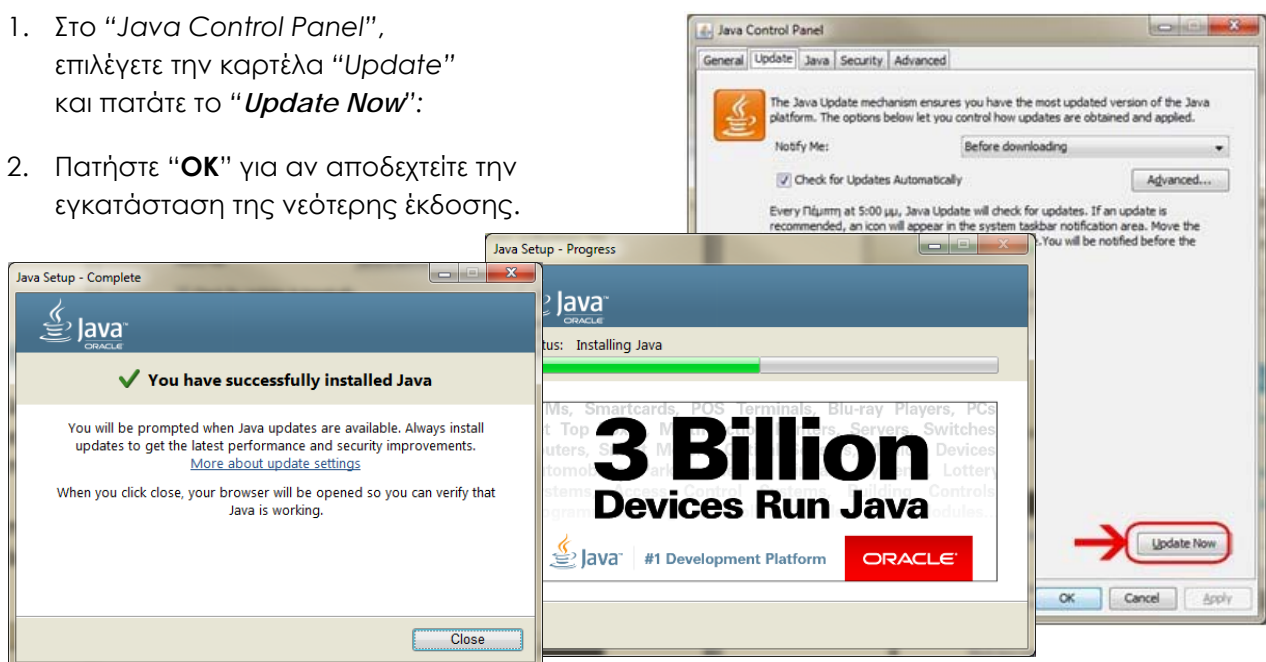 1. Στο “Java Control Panel”,
επιλέγετε την καρτέλα “Update”
και πατάτε το “Update Now”:
2. Πατήστε “OK” για αν αποδεχτείτε την
εγκατάσταση της νεότερης έκδοσης.
Java Control Panel
General Update Java Security Advanced
The Java Update mechanism ensures you have the most updated version of the Java
platform. The options below let you control how updates are obtained and applied.
Notify Me: Before downloading
Check for Updates Automatically Advanced...
Every Πέμπτη at 5:00 μμ, Java Update will check for updates. If an update is
recommended, an icon will appear in the system taskbar notification area. Move the
You will be notified before the
Update Now
OK Cancel Apply
Java Setup - Progress
Java
ORACLE
tus: Installing Java
Ms, Smartcards, POS Terminals, Blu-ray Players, PCs
3 Billion
Devices Run Java
Java #1 Development Platform ORACLE
Java Setup - Complete
Java
ORACLE
You have successfully installed Java
You will be prompted when Java updates are available. Always install
updates to get the latest performance and security improvements.
More about update settings
When you click close, your browser will be opened so you can verify that
Java is working.
Close